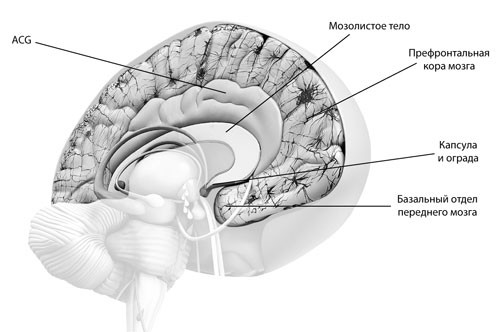 ACG
Мозолистое тело
Префронтальная
кора мозга
Капсула
и ограда
Базальный отдел
переднего мозга